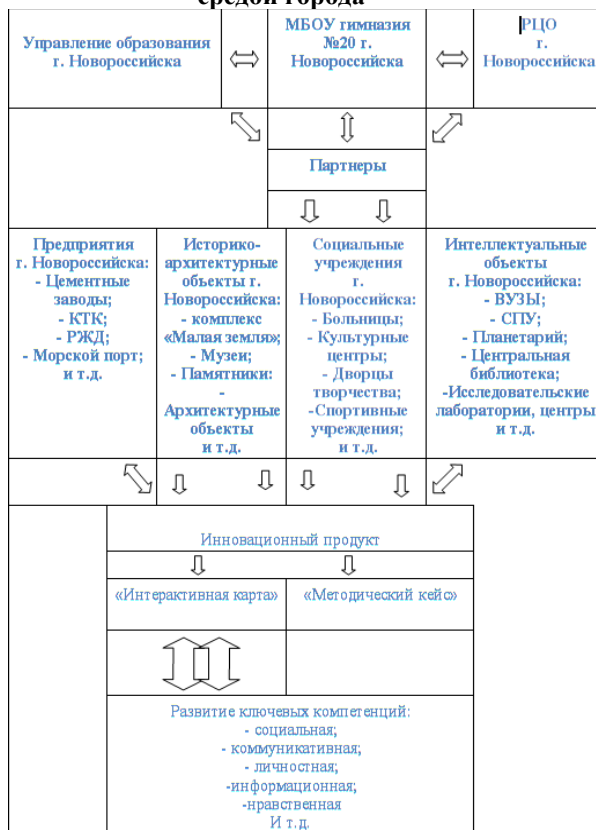 средой города
Управление образования
г. Новороссийска
МБОУ гимназия
№20 г.
Новороссийска
РЦО
г.
Новороссийска
Партнеры
Предприятия
г. Новороссийска:
- Цементные
заводы;
- КТК;
- РЖД;
- Морской порт;
и т.д.
Историко-
архитектурные
объекты г.
Новороссийска:
- комплекс
«Малая земля»;
- Музеи;
- Памятники:
-
Архитектурные
объекты
и т.д.
Социальные
учреждения
г.
Новороссийска:
- Больницы;
- Культурные
центры;
- Дворцы
творчества;
-Спортивные
учреждения;
и т.д.
Интеллектуальные
объекты
г. Новороссийска:
- ВУЗЫ;
- СПУ;
- Планетарий;
- Центральная
библиотека;
-Исследовательские
лаборатории, центры
и т.д.
Инновационный продукт
«Интерактивная карта»
«Методический кейс»
Развитие ключевых компетенций:
- социальная;
- коммуникативная;
- личностная;
-информационная;
-нравственная
И т.д.